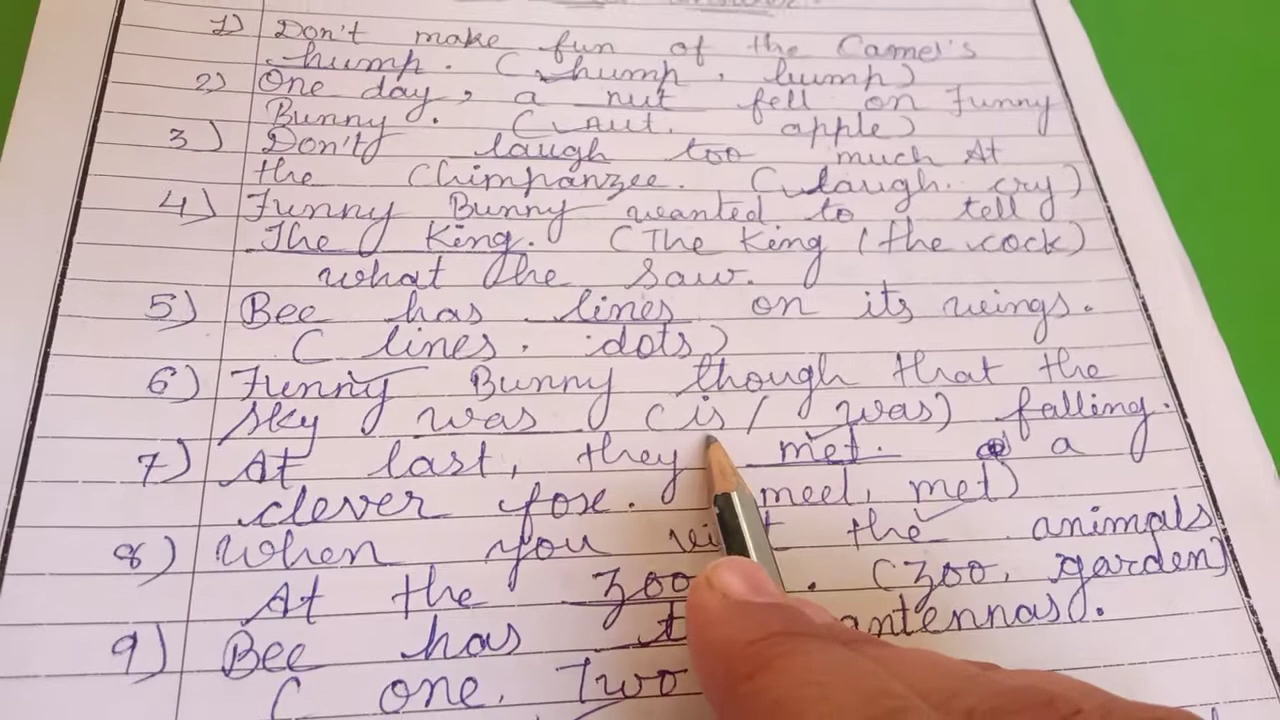 1) Don't make fun of the Camel's
hump. (hump, lump)
2) One day, a nut fell on Funny
Bunny. (nut. apple)
3) Don't laugh too much At
the Chimpanzee. (laugh. cry)
4) Funny Bunny wanted to tell
The King. (The King / the cock)
what the saw.
5) Bee has lines on its wings.
( lines. dots)
6) Funny Bunny though that the
sky was (is / was) falling.
7) At last, they met. a
clever foxe. meet, met)
8) When you the animals
At the zoo. (zoo, garden)
9) Bee has antennas.
( one. Two